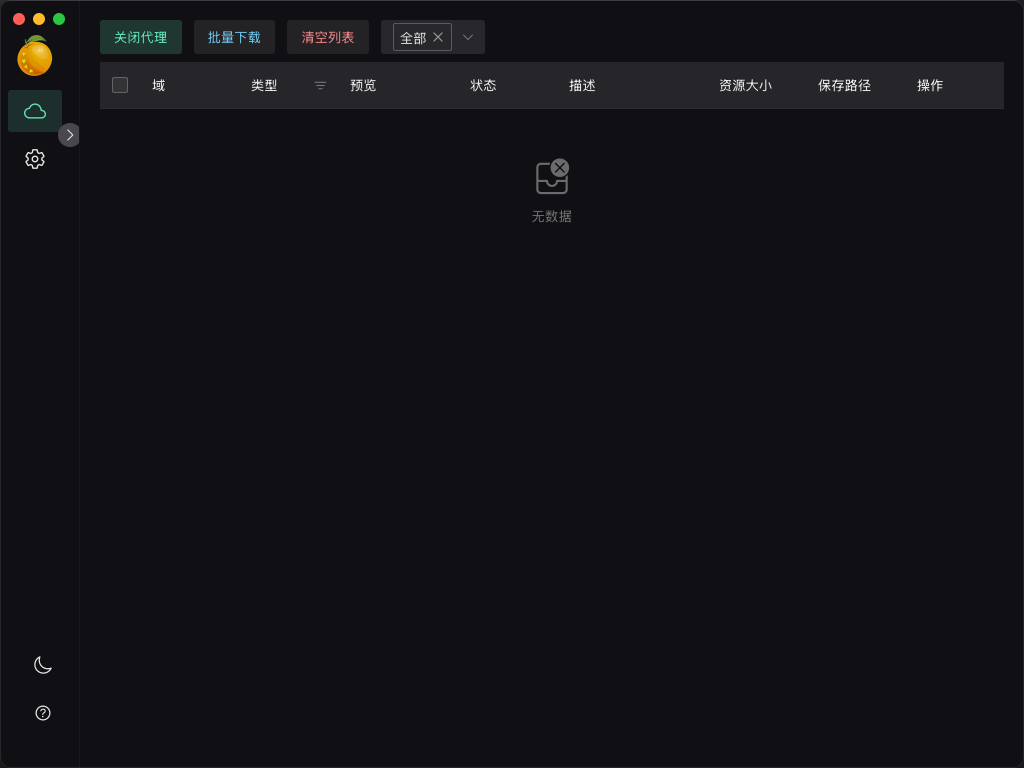 关闭代理 批量下载 清空列表 全部
域 类型 预览 状态 描述 资源大小 保存路径 操作
无数据